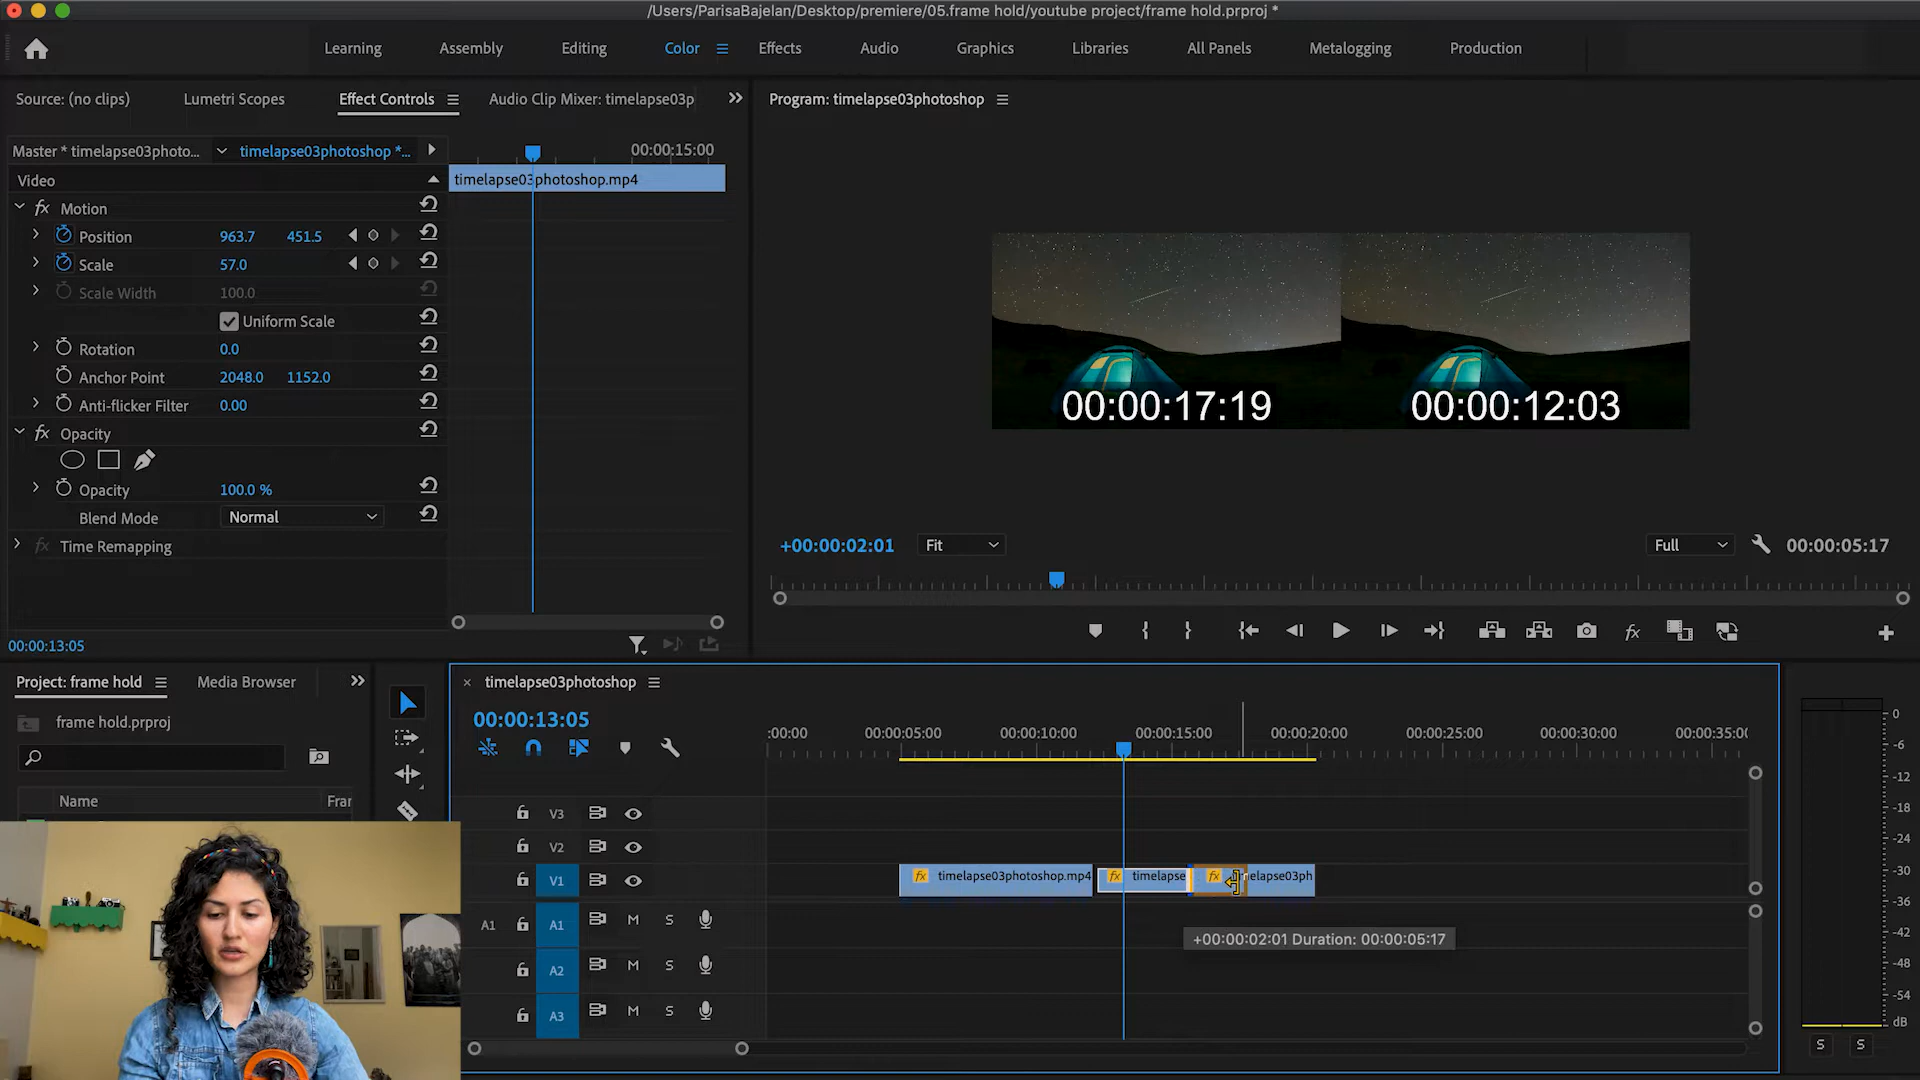 /Users/ParisaBajelan/Desktop/premiere/05.frame hold/youtube project/frame hold.prproj *
Learning Assembly Editing Color Effects Audio Graphics Libraries All Panels Metalogging Production
Source: (no clips) Lumetri Scopes Effect Controls Audio Clip Mixer: timelapse03p
Program: timelapse03photoshop
Master * timelapse03photo... timelapse03photoshop *...
00:00:15:00
Video
timelapse03photoshop.mp4
fx Motion
Position 963.7 451.5
Scale 57.0
Scale Width 100.0
Uniform Scale
Rotation 0.0
Anchor Point 2048.0 1152.0
Anti-flicker Filter 0.00
fx Opacity
Opacity 100.0 %
Blend Mode Normal
fx Time Remapping
00:00:13:05
00:00:17:19 00:00:12:03
+00:00:02:01 Fit Full 00:00:05:17
fx
Project: frame hold Media Browser
frame hold.prproj
Name Frar
timelapse03photoshop
00:00:13:05
:00:00 00:00:05:00 00:00:10:00 00:00:15:00 00:00:20:00 00:00:25:00 00:00:30:00 00:00:35:00
V3
V2
V1
fx timelapse03photoshop.mp4 fx timelapse fx elapse03ph
A1 A1 M S
+00:00:02:01 Duration: 00:00:05:17
A2 M S
A3 M S
0
-6
-12
-18
-24
-30
-36
-42
-48
-54
dB
S S